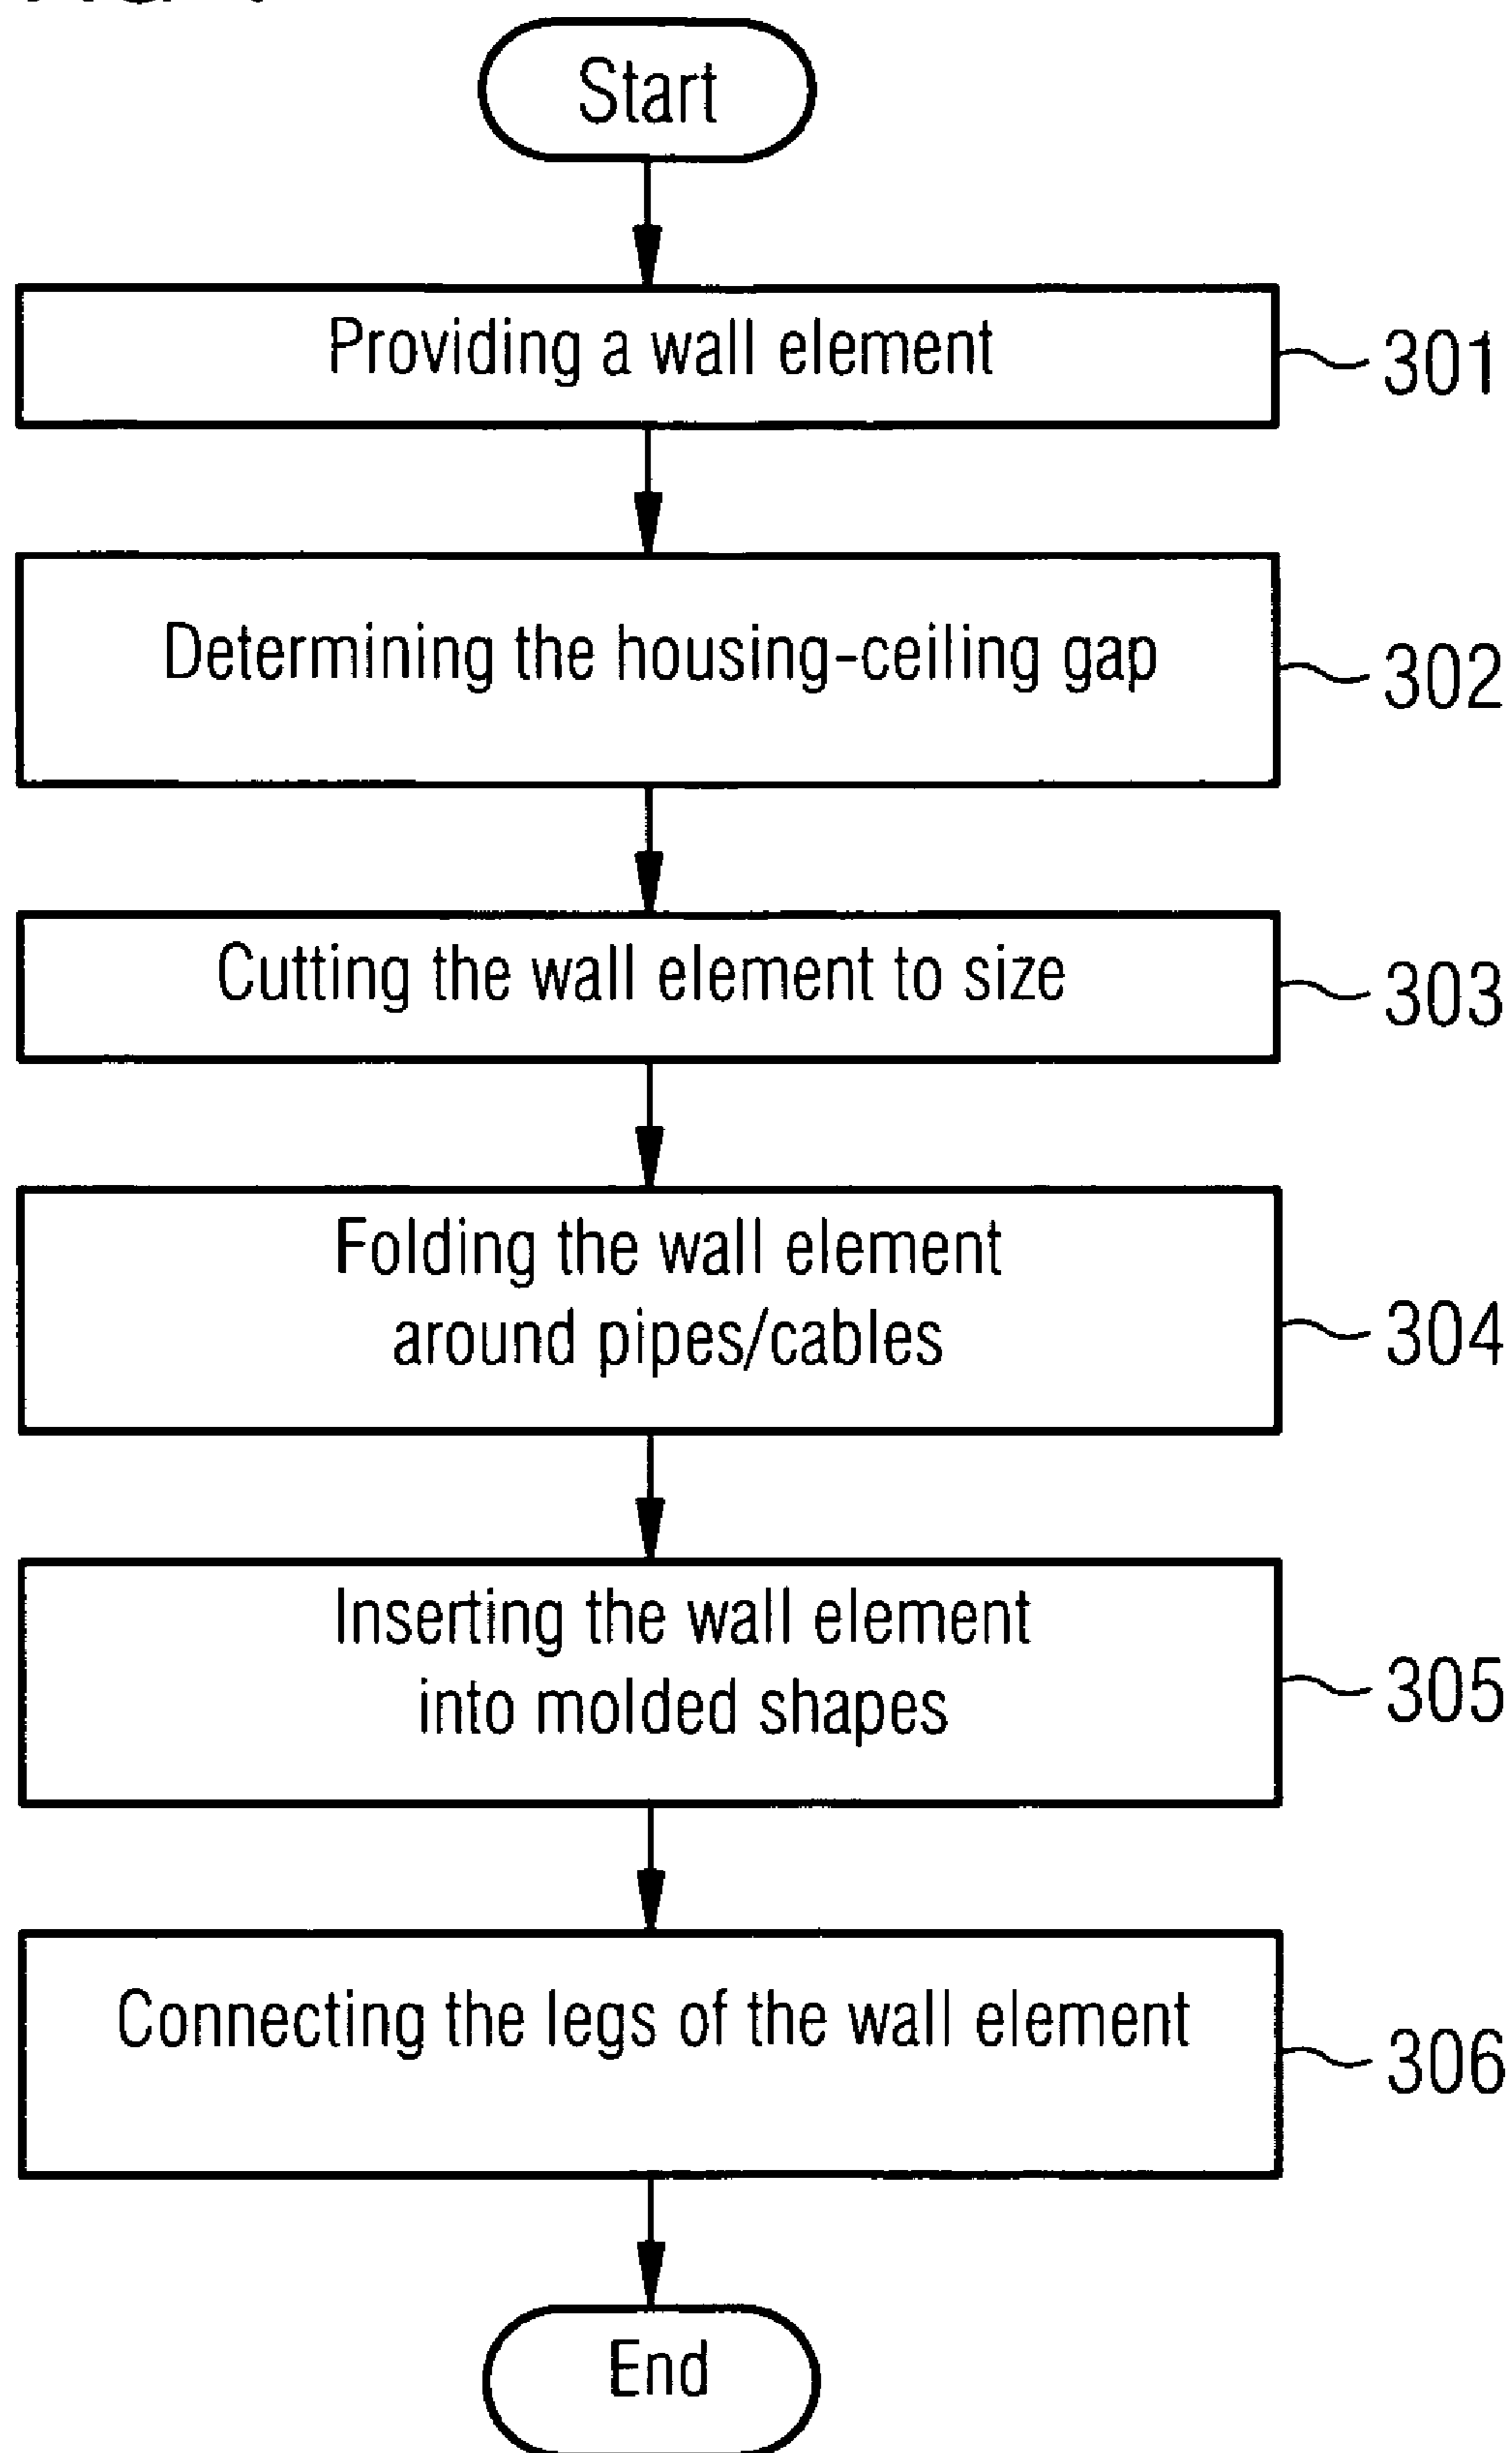 Start
Providing a wall element
301
Determining the housing-ceiling gap
302
Cutting the wall element to size
303
Folding the wall element
around pipes/cables
304
Inserting the wall element
into molded shapes
305
Connecting the legs of the wall element
306
End